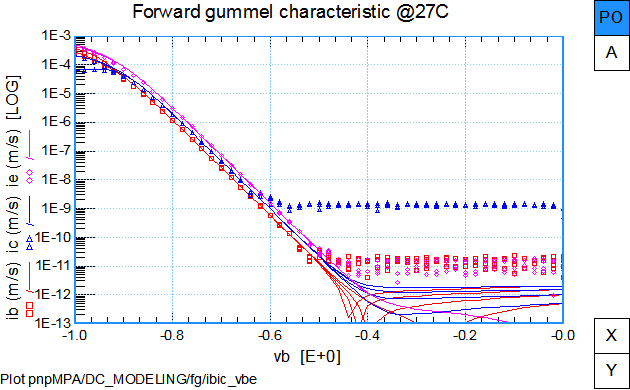 Forward gummel characteristic @27C
PO
A
X
Y
ib (m/s) ic (m/s) ie (m/s) [LOG]
1E-3
1E-4
1E-5
1E-6
1E-7
1E-8
1E-9
1E-10
1E-11
1E-12
1E-13
-1.0 -0.8 -0.6 -0.4 -0.2 -0.0
vb [E+0]
Plot pnpMPA/DC_MODELING/fg/ibic_vbe